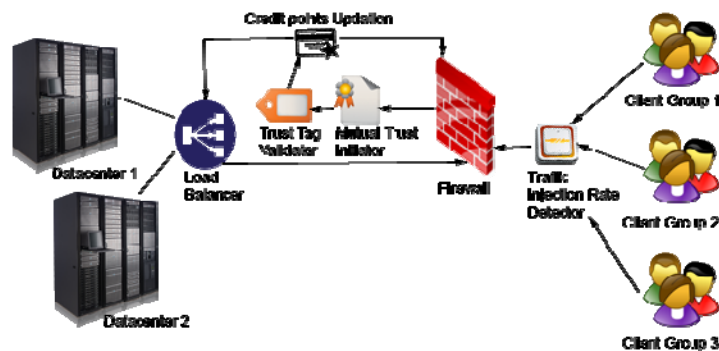 Credit points Updation
Client Group 1
Trust Tag
Validator
Mutual Trust
Initiator
Datacenter 1
Load
Balancer
Firewall
Traffic
Injection Rate
Detector
Client Group 2
Datacenter 2
Client Group 3